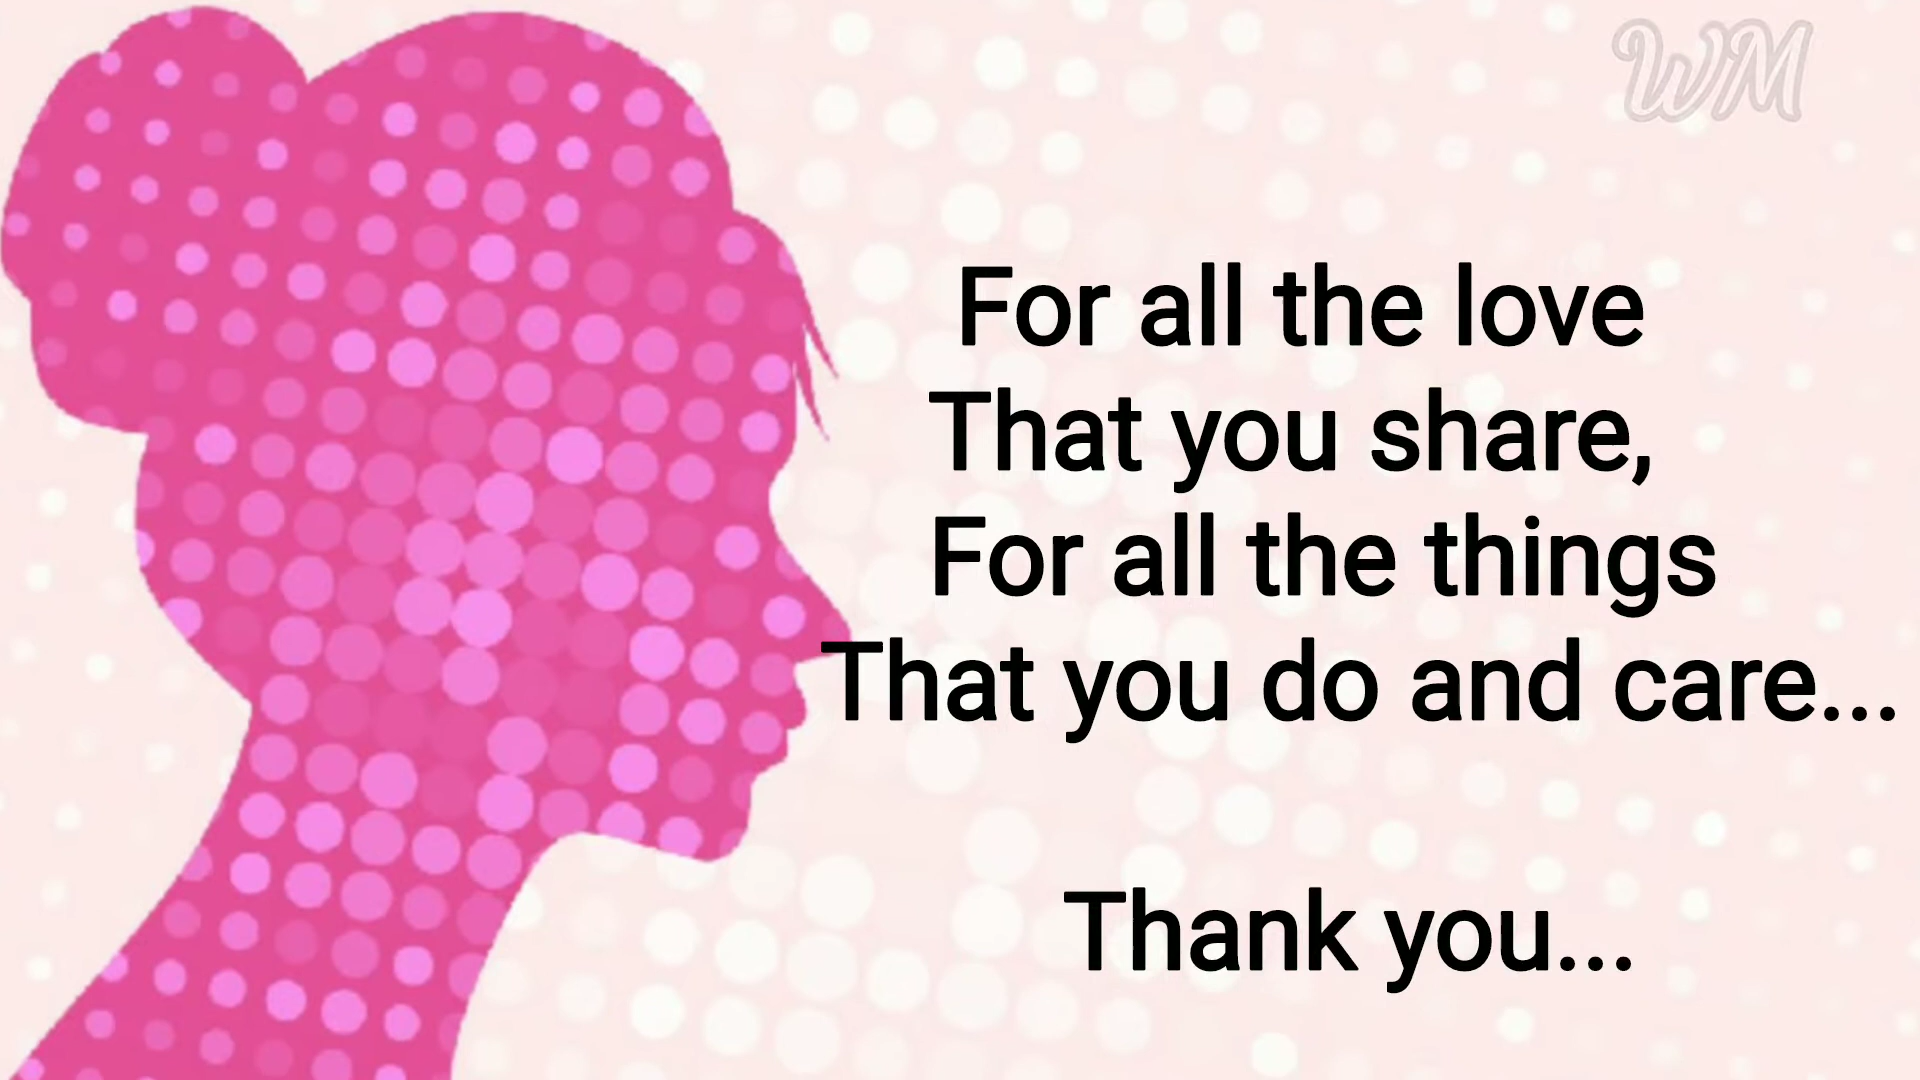 WM
For all the love
That you share,
For all the things
That you do and care...
Thank you...